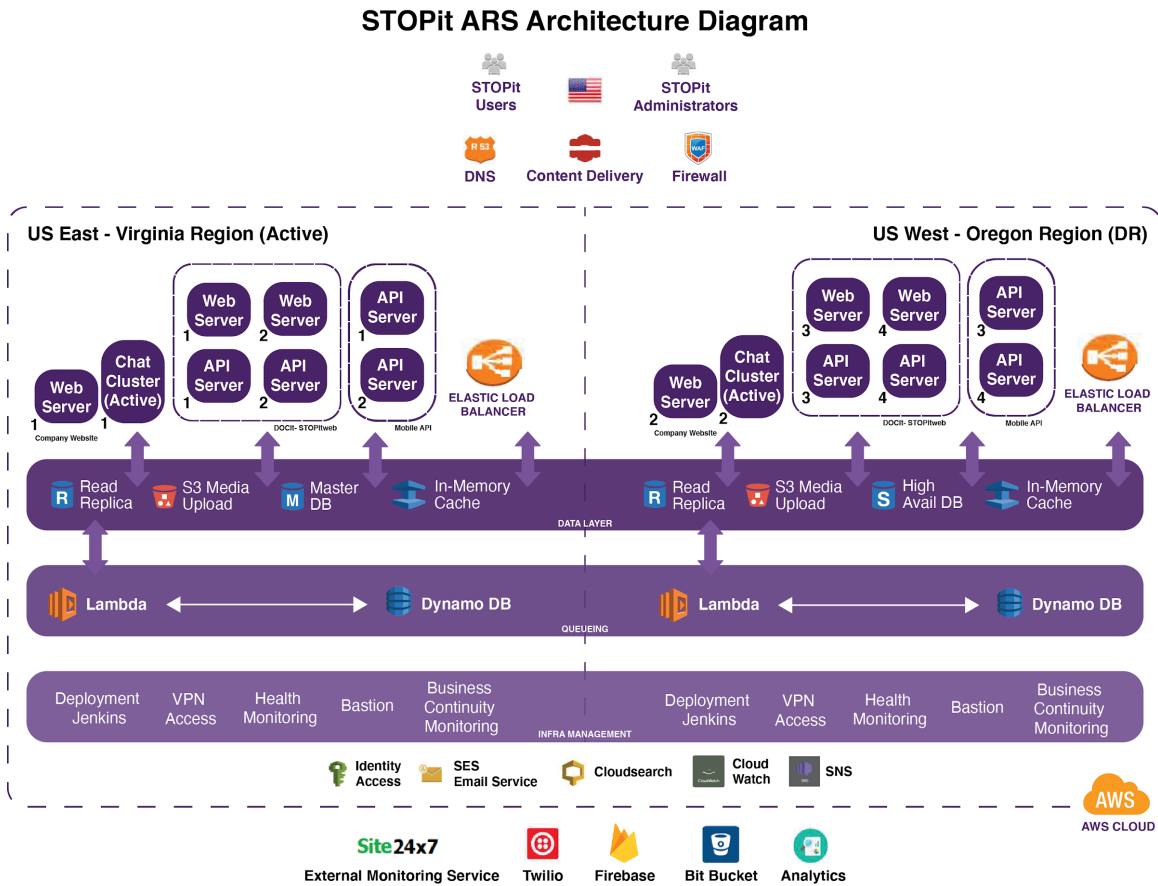 STOPit ARS Architecture Diagram
STOPit
Users
STOPit
Administrators
R 53
WAF
DNS
Content Delivery
Firewall
US East - Virginia Region (Active)
US West - Oregon Region (DR)
Web
Server
1
Company Website
Chat
Cluster
(Active)
1
Web
Server
1
Web
Server
2
API
Server
1
API
Server
2
DOCIt- STOPitweb
API
Server
1
API
Server
2
Mobile API
ELASTIC LOAD
BALANCER
Web
Server
2
Company Website
Chat
Cluster
(Active)
2
Web
Server
3
Web
Server
4
API
Server
3
API
Server
4
DOCIt- STOPitweb
API
Server
3
API
Server
4
Mobile API
ELASTIC LOAD
BALANCER
R
Read
Replica
S3 Media
Upload
M
Master
DB
In-Memory
Cache
R
Read
Replica
S3 Media
Upload
S
High
Avail DB
In-Memory
Cache
DATA LAYER
Lambda
Dynamo DB
Lambda
Dynamo DB
QUEUEING
Deployment
Jenkins
VPN
Access
Health
Monitoring
Bastion
Business
Continuity
Monitoring
Deployment
Jenkins
VPN
Access
Health
Monitoring
Bastion
Business
Continuity
Monitoring
INFRA MANAGEMENT
Identity
Access
SES
Email Service
Cloudsearch
CloudWatch
Cloud
Watch
SNS
AWS
AWS CLOUD
Site24x7
External Monitoring Service
Twilio
Firebase
Bit Bucket
Analytics